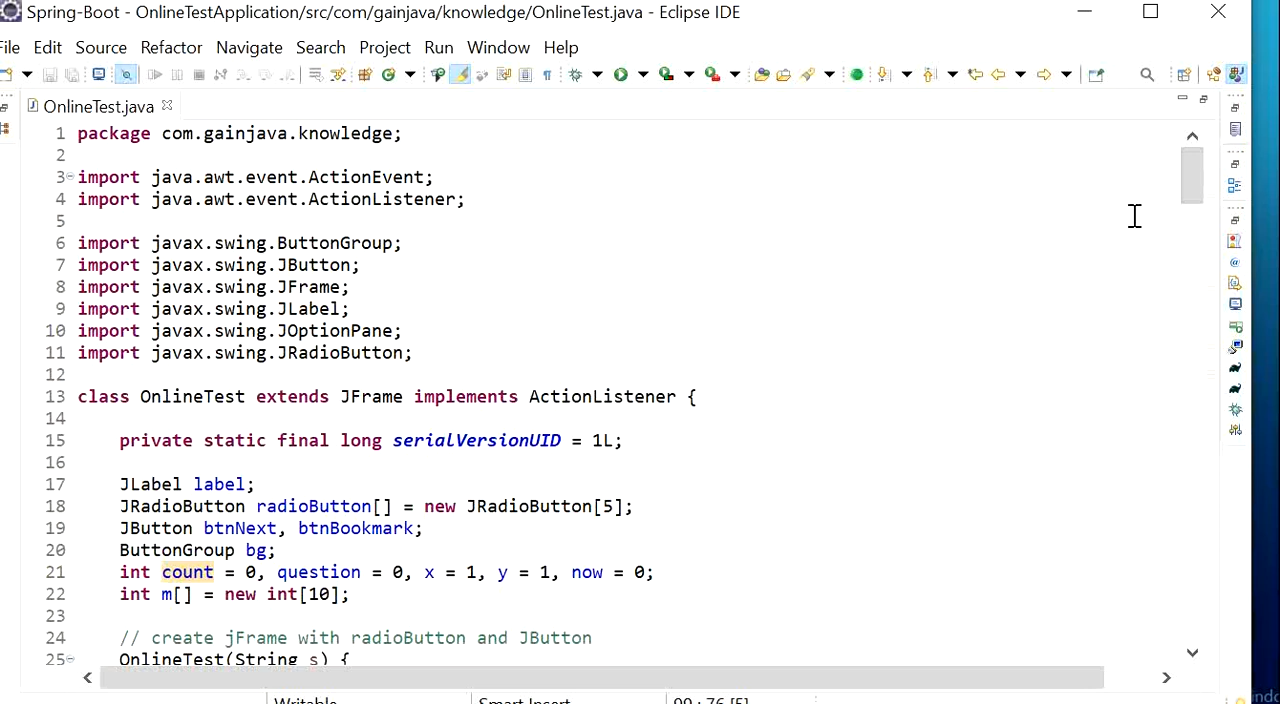 Spring-Boot - OnlineTestApplication/src/com/gainjava/knowledge/OnlineTest.java - Eclipse IDE
File Edit Source Refactor Navigate Search Project Run Window Help
OnlineTest.java
1 package com.gainjava.knowledge;
2
3 import java.awt.event.ActionEvent;
4 import java.awt.event.ActionListener;
5
6 import javax.swing.ButtonGroup;
7 import javax.swing.JButton;
8 import javax.swing.JFrame;
9 import javax.swing.JLabel;
10 import javax.swing.JOptionPane;
11 import javax.swing.JRadioButton;
12
13 class OnlineTest extends JFrame implements ActionListener {
14
15 private static final long serialVersionUID = 1L;
16
17 JLabel label;
18 JRadioButton radioButton[] = new JRadioButton[5];
19 JButton btnNext, btnBookmark;
20 ButtonGroup bg;
21 int count = 0, question = 0, x = 1, y = 1, now = 0;
22 int m[] = new int[10];
23
24 // create jFrame with radioButton and JButton
25 OnlineTest(String s) {
Writable Smart Insert 99 : 76 [5]